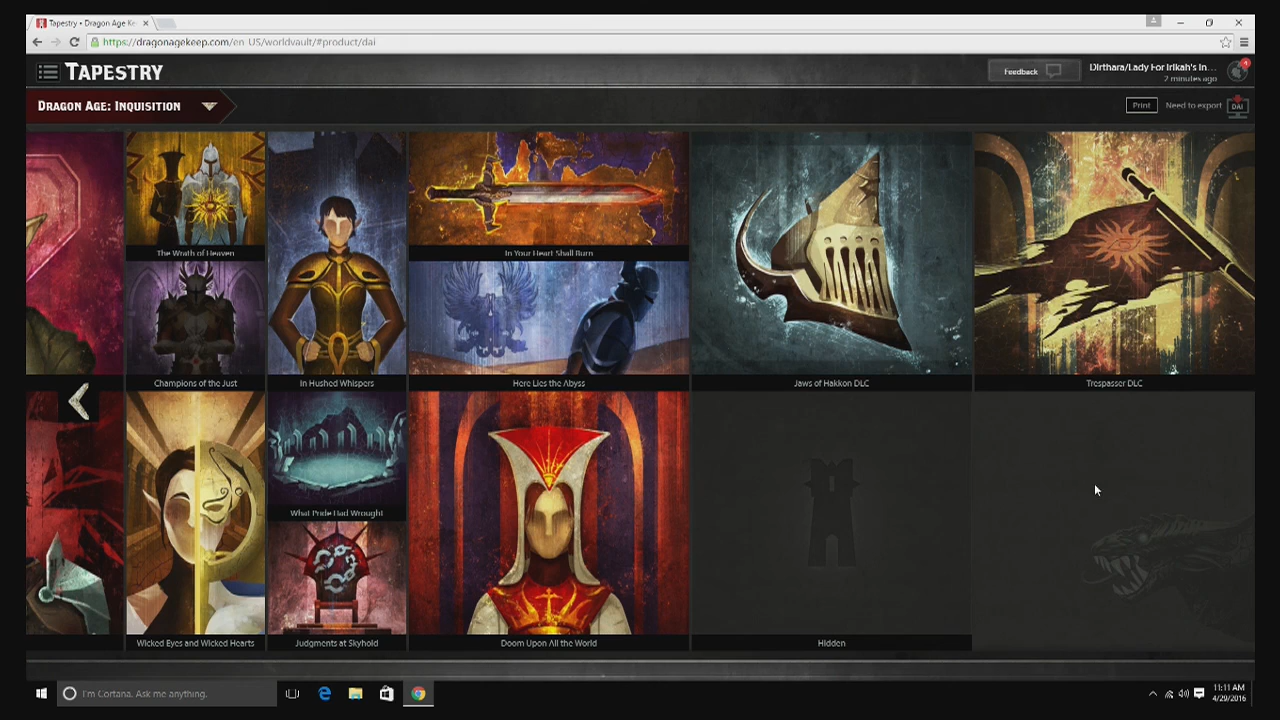 Tapestry • Dragon Age Ke
https://dragonagekeep.com/en_US/worldvault/#product/dai
TAPESTRY
Feedback
Dirthara/Lady For Irikah's In...
2 minutes ago
DRAGON AGE: INQUISITION
Print
Need to export
DAI
The Wrath of Heaven
In Your Heart Shall Burn
Champions of the Just
In Hushed Whispers
Here Lies the Abyss
Jaws of Hakkon DLC
Trespasser DLC
What Pride Had Wrought
Wicked Eyes and Wicked Hearts
Judgments at Skyhold
Doom Upon All the World
Hidden
I'm Cortana. Ask me anything.
11:11 AM
4/29/2016